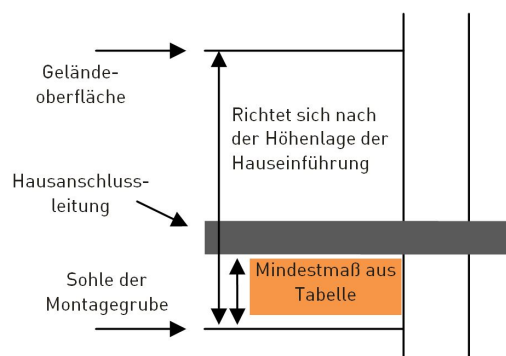 Gelände-
oberfläche
Richtet sich nach
der Höhenlage der
Hauseinführung
Hausanschluss-
leitung
Mindestmaß aus
Tabelle
Sohle der
Montagegrube